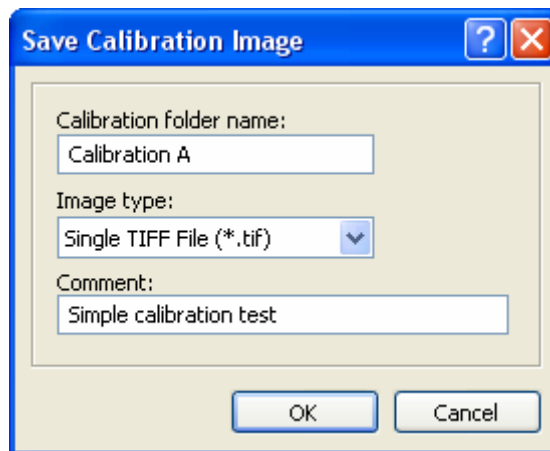 Save Calibration Image
?
Calibration folder name:
Calibration A
Image type:
Single TIFF File (*.tif)
Comment:
Simple calibration test
OK
Cancel